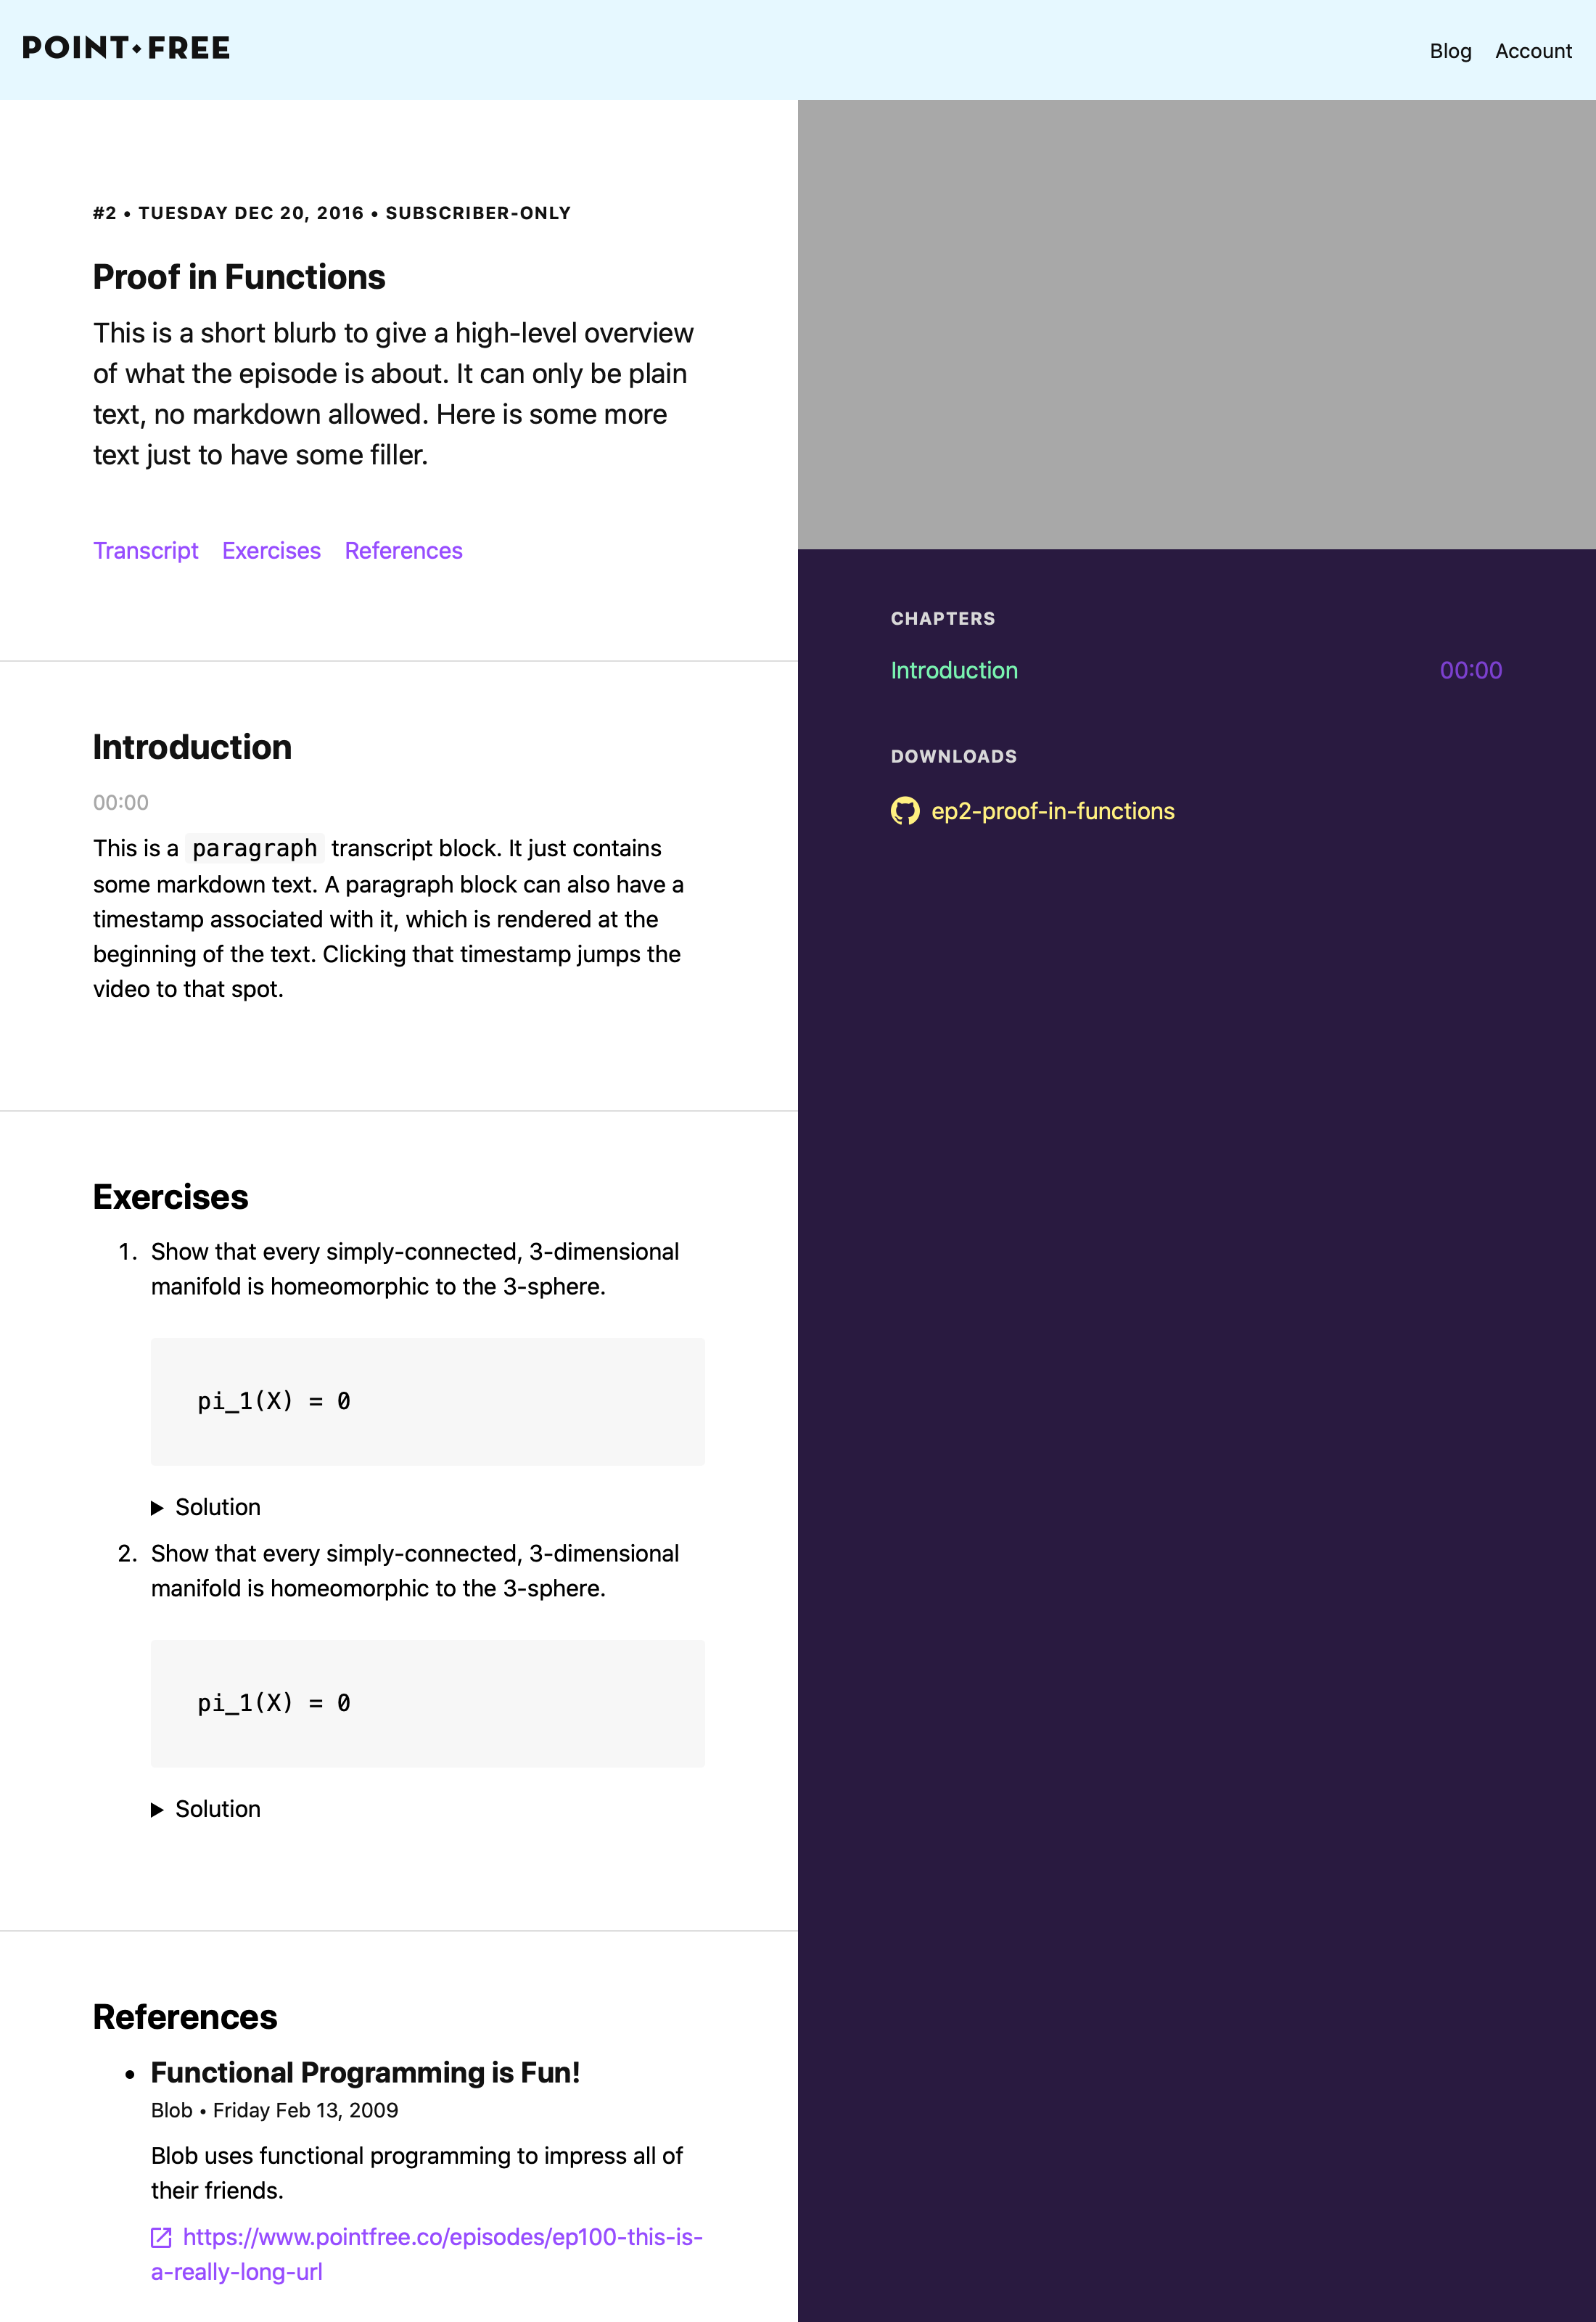 POINT⬥FREE
Blog Account
#2 • TUESDAY DEC 20, 2016 • SUBSCRIBER-ONLY
Proof in Functions
This is a short blurb to give a high-level overview
of what the episode is about. It can only be plain
text, no markdown allowed. Here is some more
text just to have some filler.
Transcript Exercises References
Introduction
00:00
This is a paragraph transcript block. It just contains
some markdown text. A paragraph block can also have a
timestamp associated with it, which is rendered at the
beginning of the text. Clicking that timestamp jumps the
video to that spot.
Exercises
1. Show that every simply-connected, 3-dimensional
manifold is homeomorphic to the 3-sphere.
pi_1(X) = 0
▶ Solution
2. Show that every simply-connected, 3-dimensional
manifold is homeomorphic to the 3-sphere.
pi_1(X) = 0
▶ Solution
References
• Functional Programming is Fun!
Blob • Friday Feb 13, 2009
Blob uses functional programming to impress all of
their friends.
https://www.pointfree.co/episodes/ep100-this-is-
a-really-long-url
CHAPTERS
Introduction 00:00
DOWNLOADS
ep2-proof-in-functions